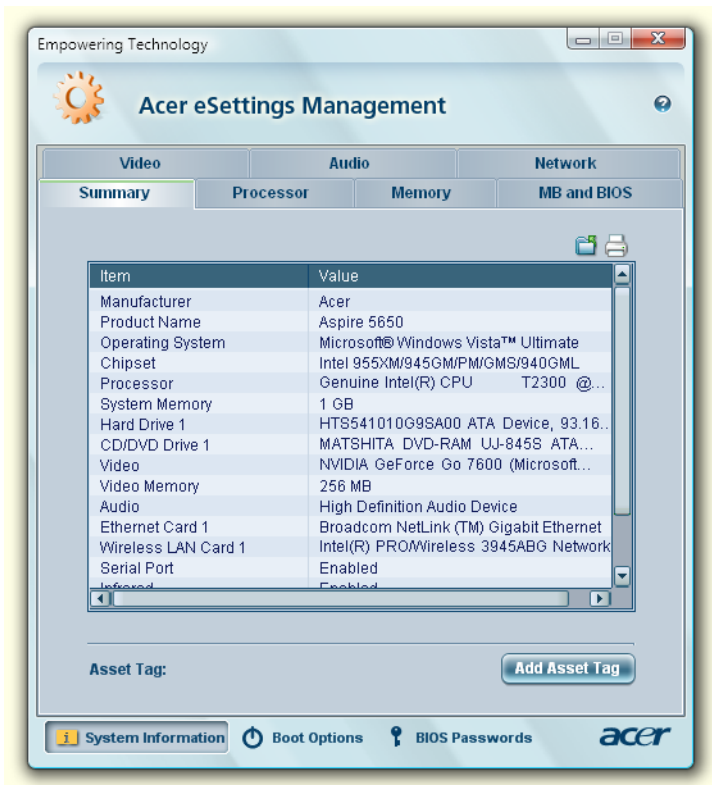 Empowering Technology
Acer eSettings Management
Video Audio Network
Summary Processor Memory MB and BIOS
Item Value
Manufacturer Acer
Product Name Aspire 5650
Operating System Microsoft® Windows Vista™ Ultimate
Chipset Intel 955XM/945GM/PM/GMS/940GML
Processor Genuine Intel(R) CPU T2300 @...
System Memory 1 GB
Hard Drive 1 HTS541010G9SA00 ATA Device, 93.16..
CD/DVD Drive 1 MATSHITA DVD-RAM UJ-845S ATA...
Video NVIDIA GeForce Go 7600 (Microsoft...
Video Memory 256 MB
Audio High Definition Audio Device
Ethernet Card 1 Broadcom NetLink (TM) Gigabit Ethernet
Wireless LAN Card 1 Intel(R) PRO/Wireless 3945ABG Network
Serial Port Enabled
Infrared Enabled
Asset Tag: Add Asset Tag
System Information Boot Options BIOS Passwords acer